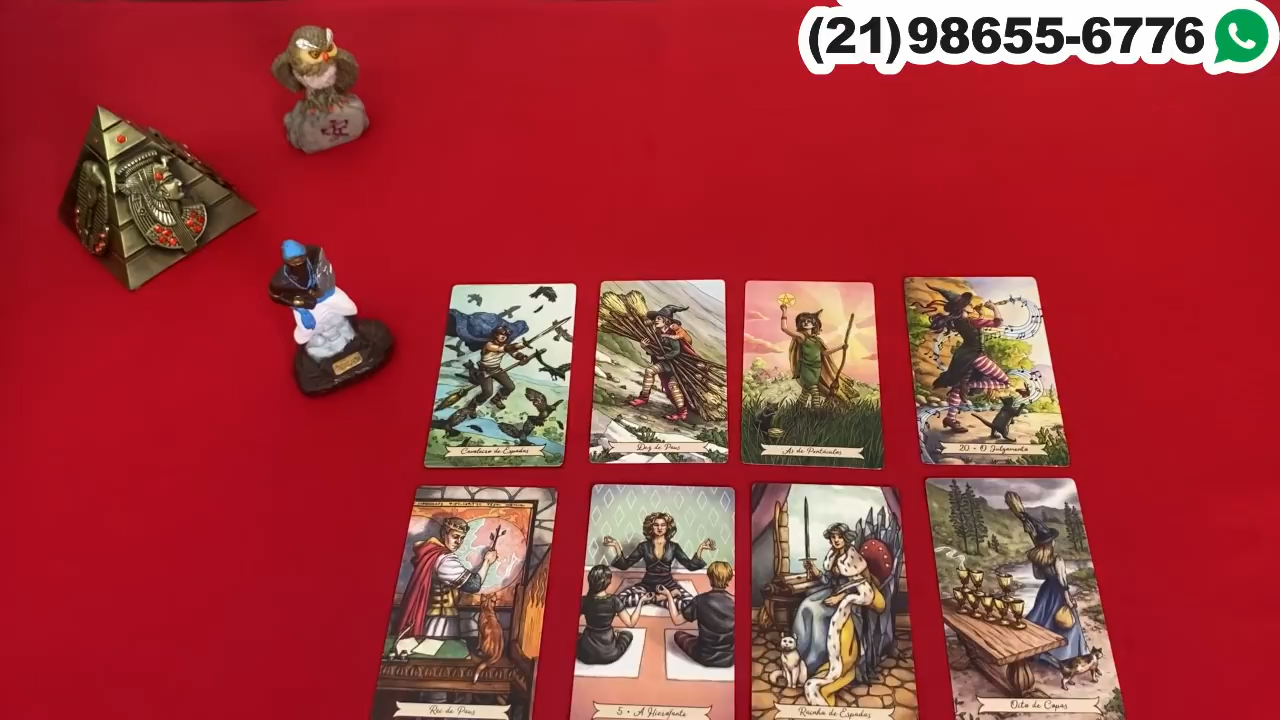 (21)98655-6776
Cavaleiro de Espadas
Dez de Paus
Ás de Pentáculos
20 - O Julgamento
Rei de Paus
5 • A Hierofante
Rainha de Espadas
Oito de Copas